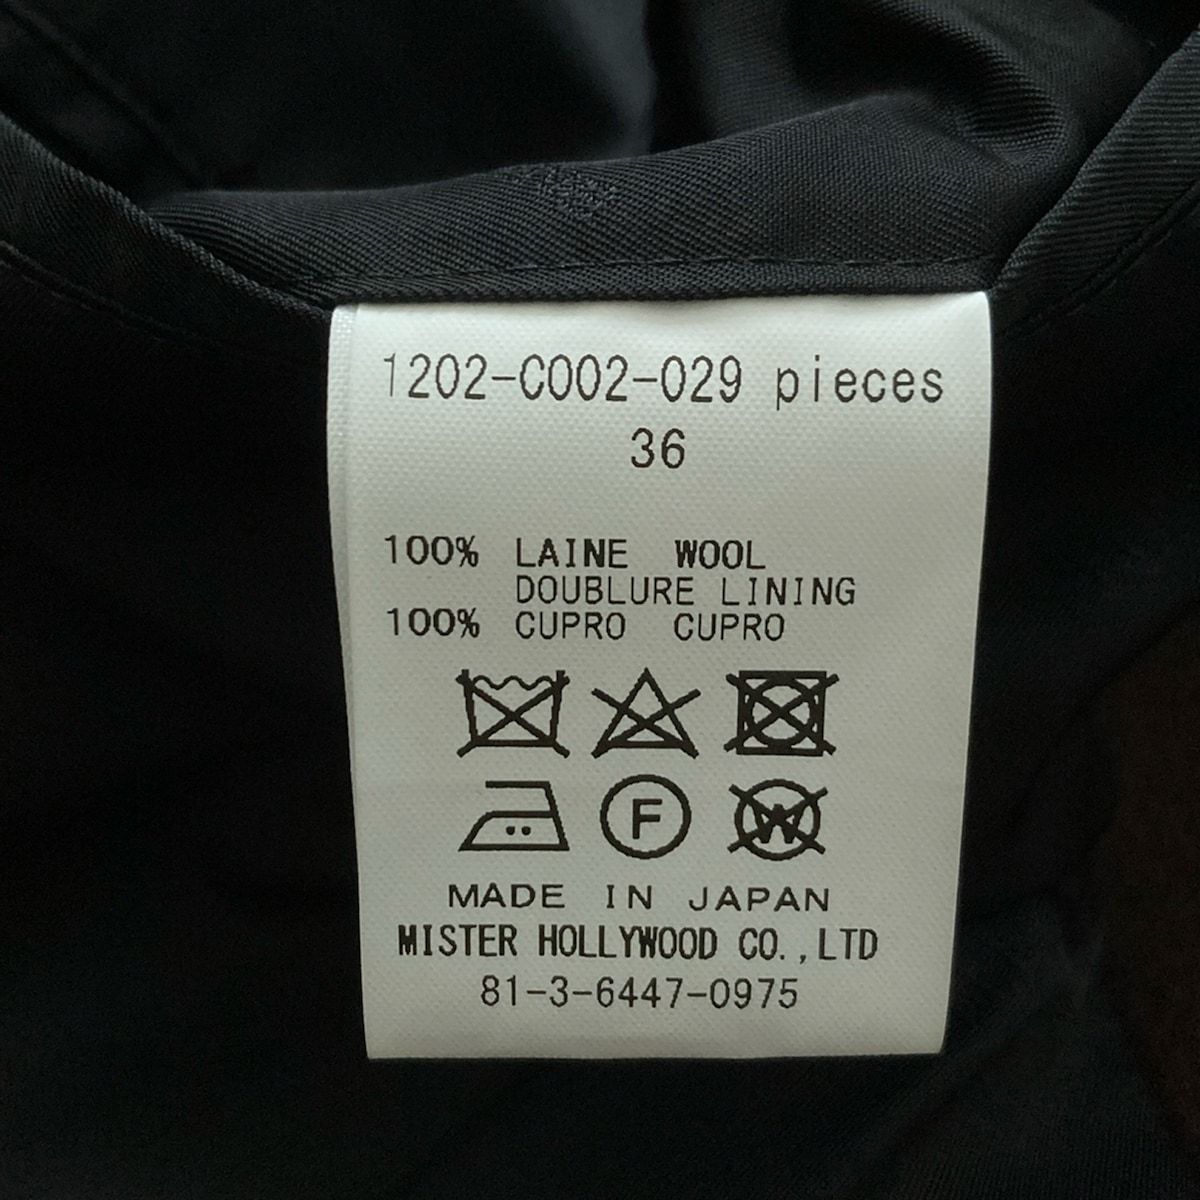 1202-C002-029 pieces
36
100% LAINE WOOL
DOUBLURE LINING
100% CUPRO CUPRO
F W
MADE IN JAPAN
MISTER HOLLYWOOD CO.,LTD
81-3-6447-0975